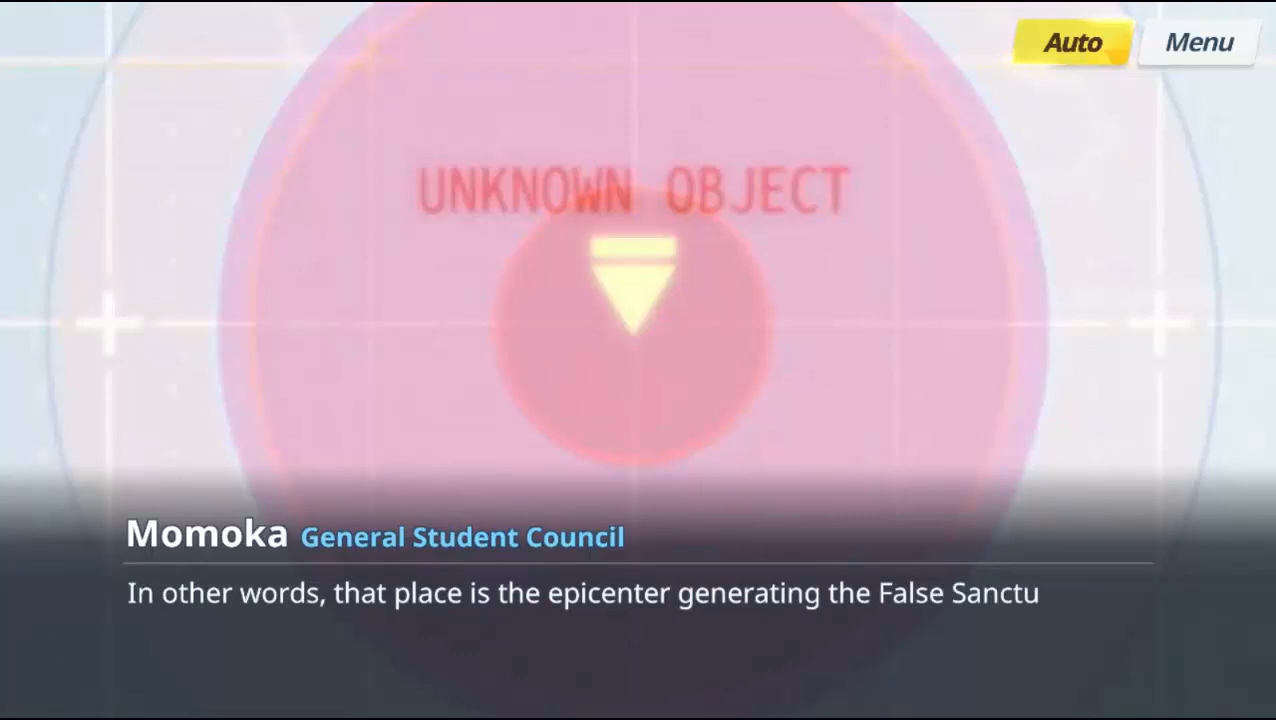 Auto
Menu
UNKNOWN OBJECT
Momoka General Student Council
In other words, that place is the epicenter generating the False Sanctu